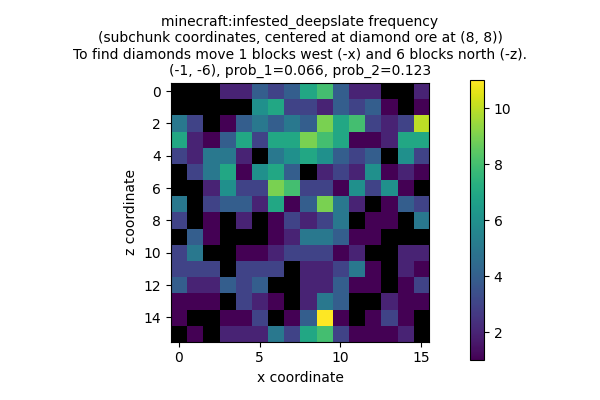 minecraft:infested_deepslate frequency
(subchunk coordinates, centered at diamond ore at (8, 8))
To find diamonds move 1 blocks west (-x) and 6 blocks north (-z).
(-1, -6), prob_1=0.066, prob_2=0.123
0
2
4
6
8
10
12
14
z coordinate
0
5
10
15
x coordinate
10
8
6
4
2